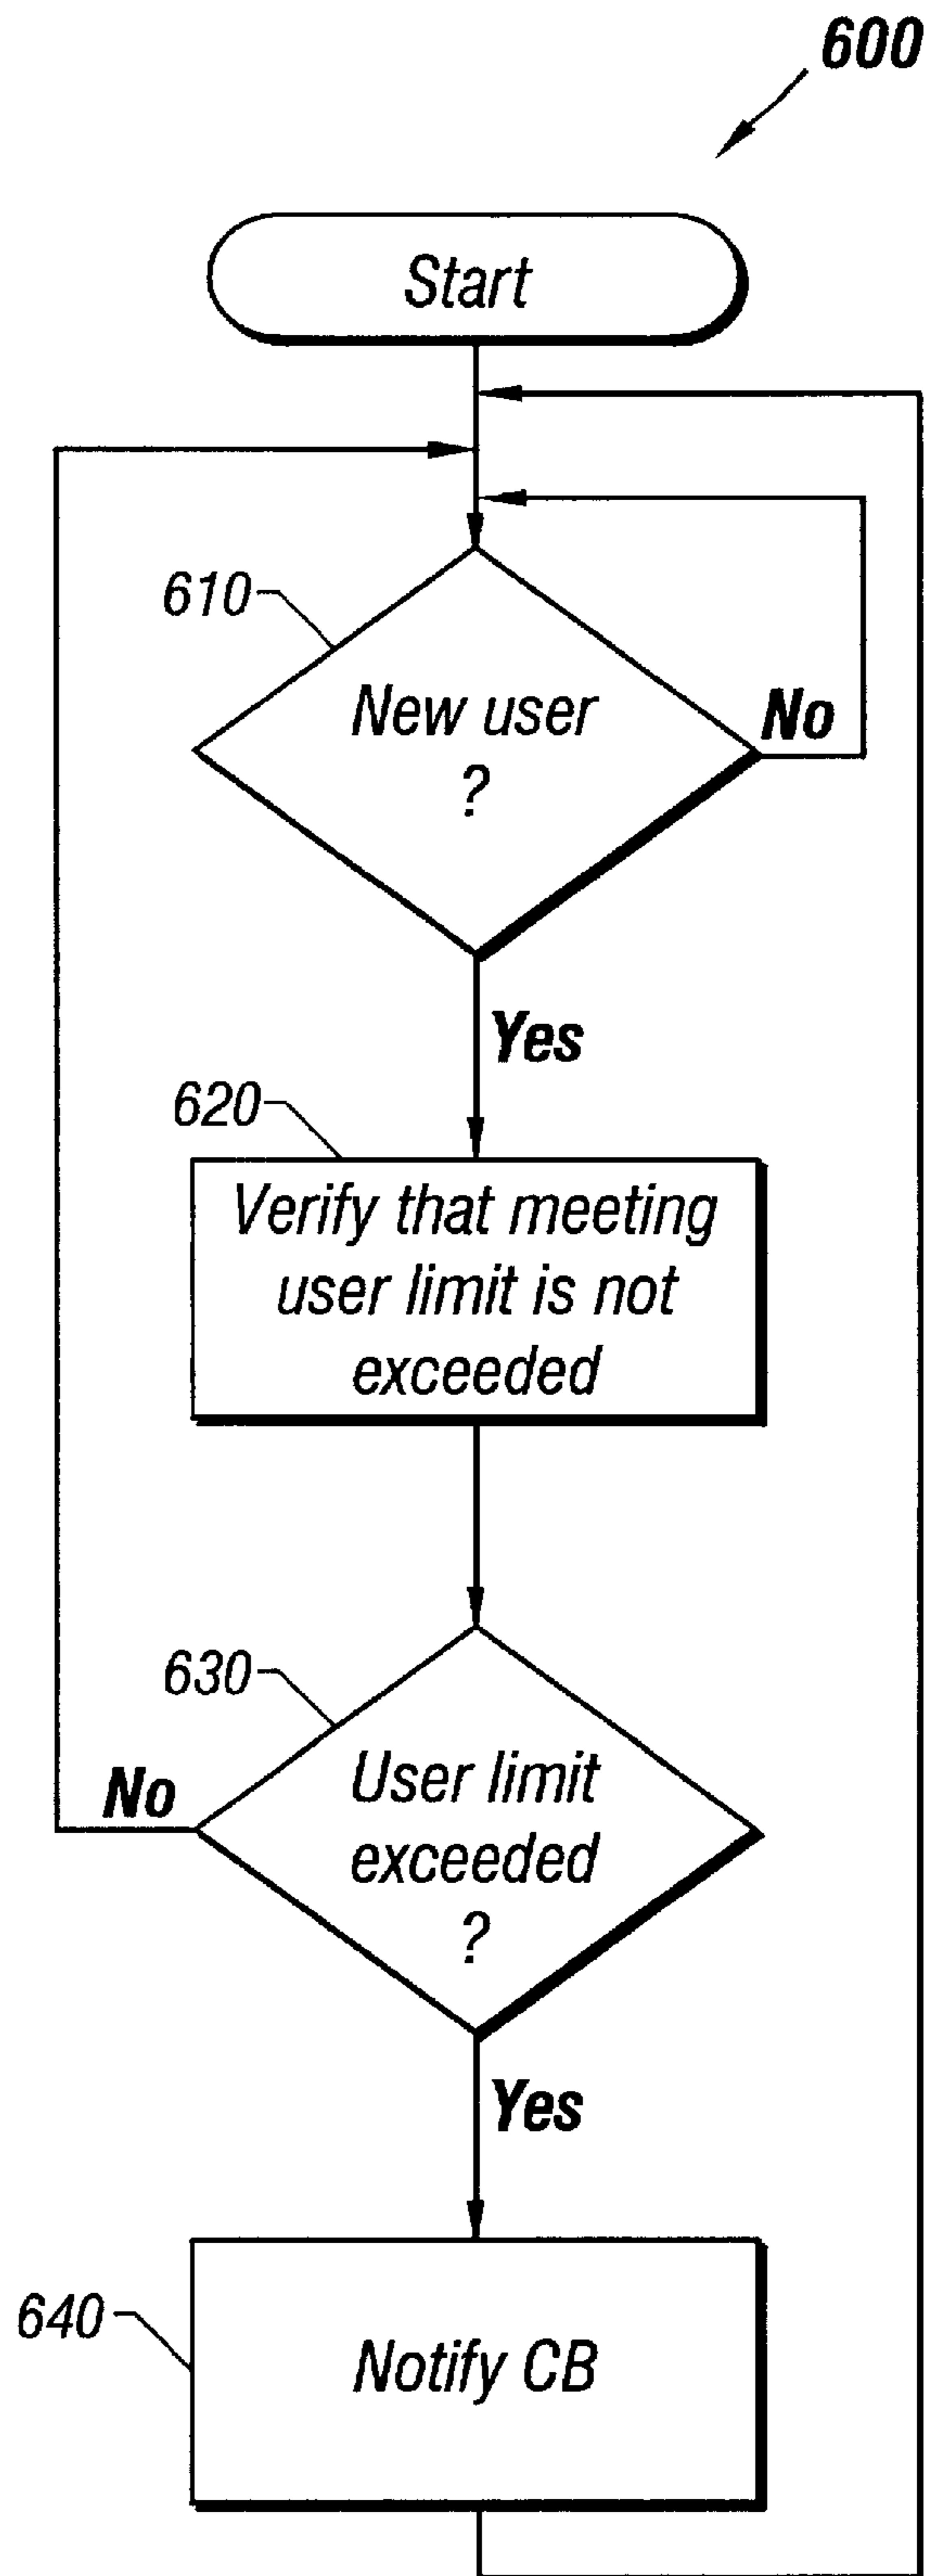 600
Start
610
New user
?
No
Yes
620
Verify that meeting
user limit is not
exceeded
630
User limit
exceeded
?
No
Yes
640
Notify CB